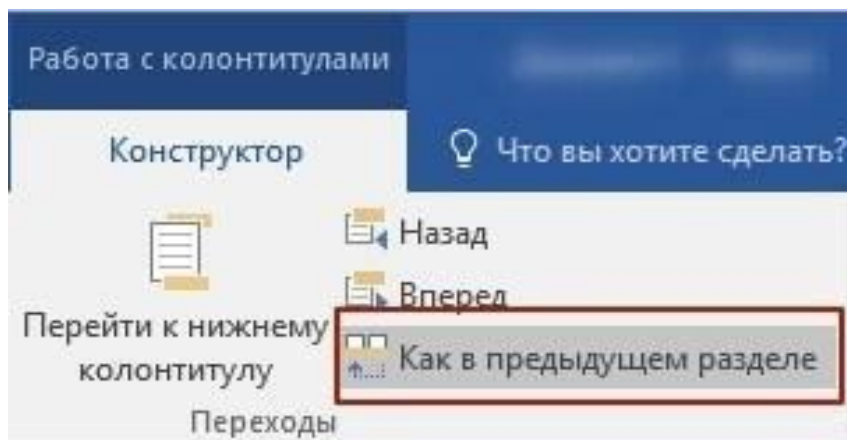 Работа с колонтитулами
Конструктор
Что вы хотите сделать?
Назад
Вперед
Перейти к нижнему
колонтитулу
Как в предыдущем разделе
Переходы